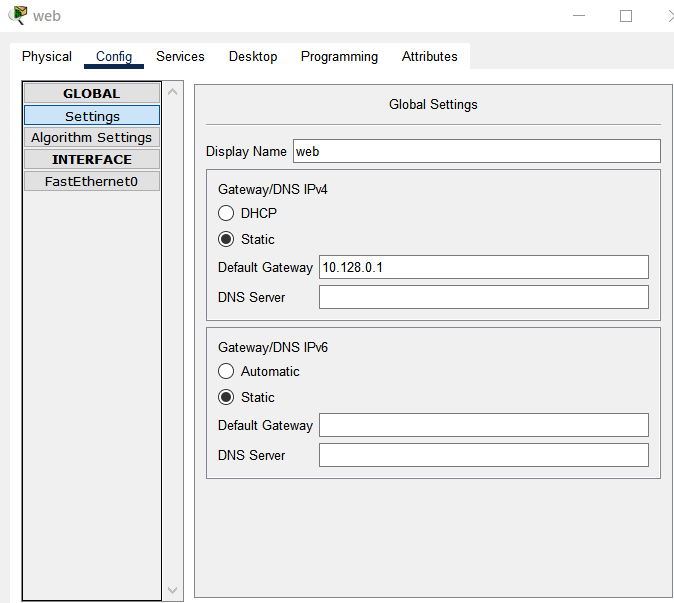 web
Physical Config Services Desktop Programming Attributes
GLOBAL
Settings
Algorithm Settings
INTERFACE
FastEthernet0
Global Settings
Display Name web
Gateway/DNS IPv4
DHCP
Static
Default Gateway 10.128.0.1
DNS Server
Gateway/DNS IPv6
Automatic
Static
Default Gateway
DNS Server